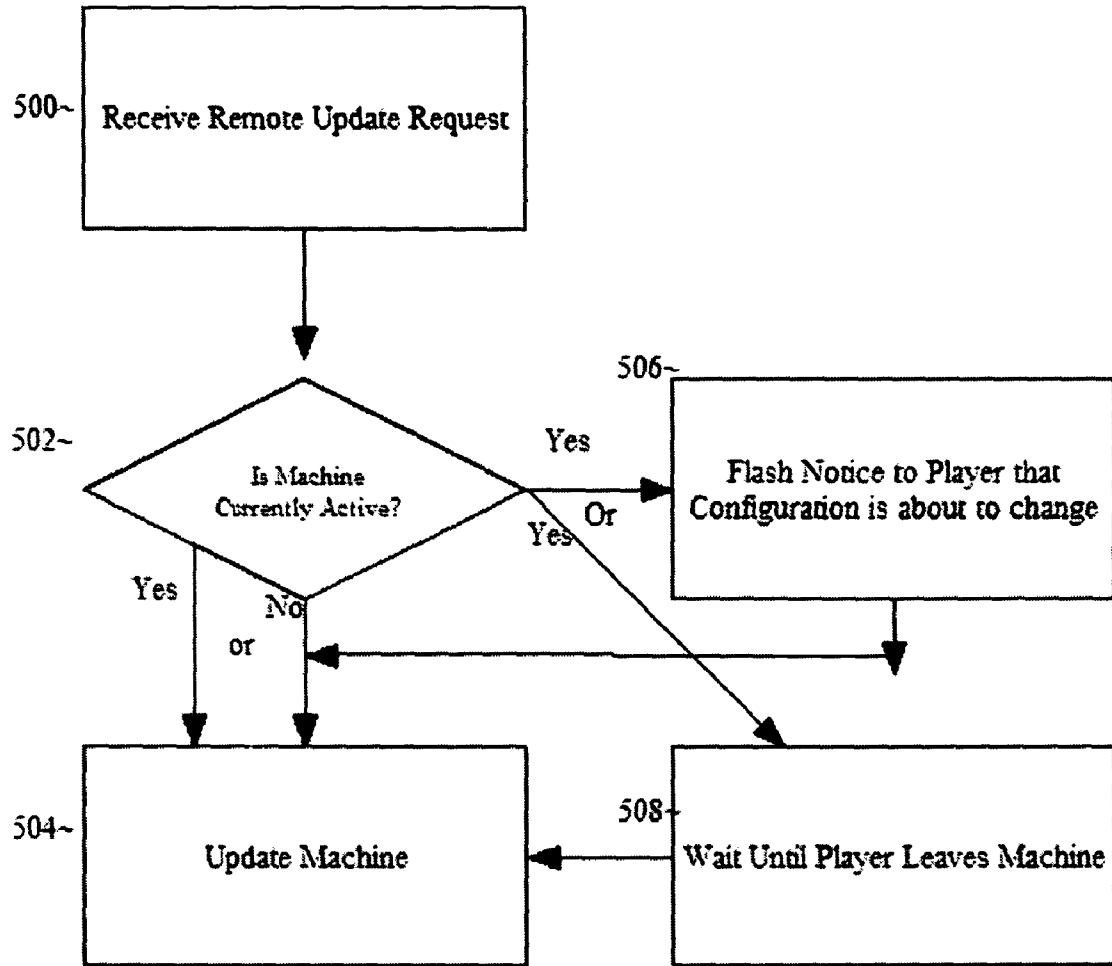 500~
Receive Remote Update Request
506~
502~
Is Machine
Currently Active?
Yes
Or
Yes
Flash Notice to Player that
Configuration is about to change
Yes
or
No
504~
Update Machine
508~
Wait Until Player Leaves Machine